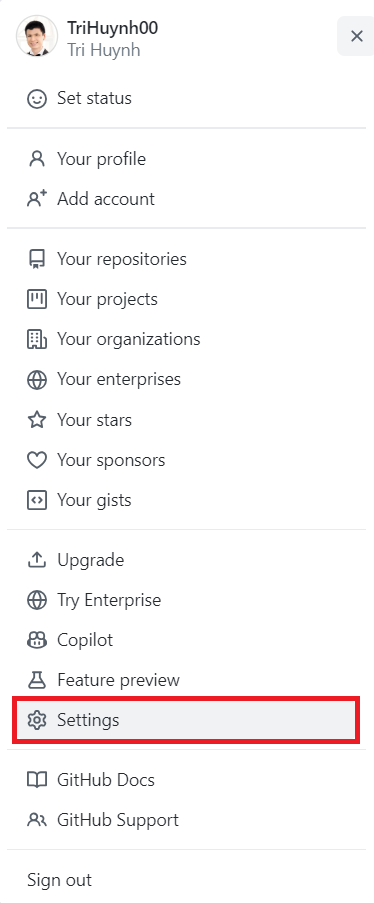 TriHuynh00
Tri Huynh
Set status
Your profile
Add account
Your repositories
Your projects
Your organizations
Your enterprises
Your stars
Your sponsors
Your gists
Upgrade
Try Enterprise
Copilot
Feature preview
Settings
GitHub Docs
GitHub Support
Sign out